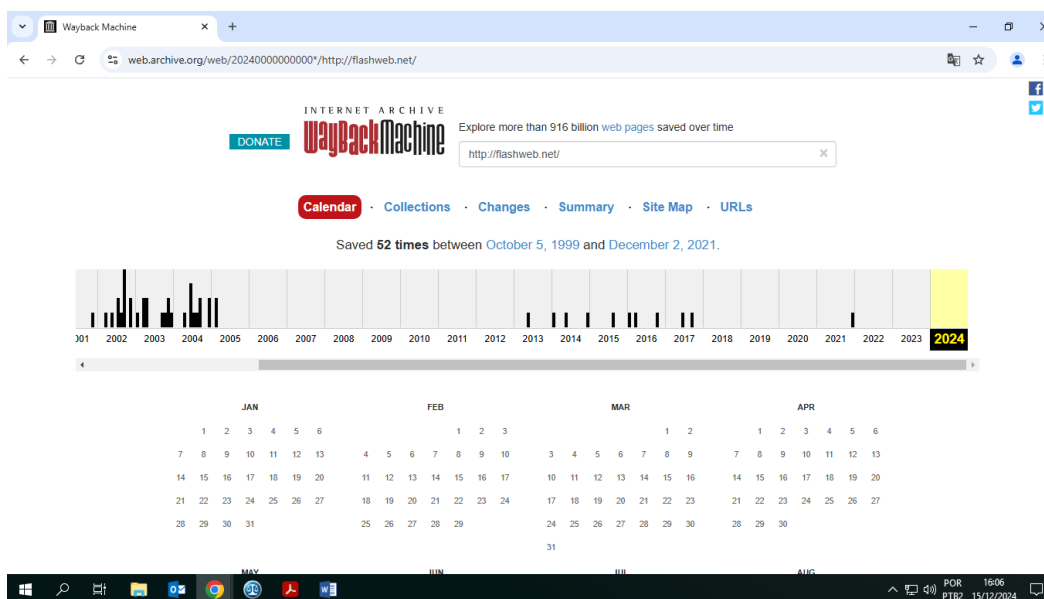 Wayback Machine
web.archive.org/web/20240000000000*/http://flashweb.net/
INTERNET ARCHIVE
WayBackMachine
DONATE
Explore more than 916 billion web pages saved over time
http://flashweb.net/
Calendar · Collections · Changes · Summary · Site Map · URLs
Saved 52 times between October 5, 1999 and December 2, 2021.
001 2002 2003 2004 2005 2006 2007 2008 2009 2010 2011 2012 2013 2014 2015 2016 2017 2018 2019 2020 2021 2022 2023 2024
JAN FEB MAR APR
1 2 3 4 5 6 1 2 3 1 2 1 2 3 4 5 6
7 8 9 10 11 12 13 4 5 6 7 8 9 10 3 4 5 6 7 8 9 7 8 9 10 11 12 13
14 15 16 17 18 19 20 11 12 13 14 15 16 17 10 11 12 13 14 15 16 14 15 16 17 18 19 20
21 22 23 24 25 26 27 18 19 20 21 22 23 24 17 18 19 20 21 22 23 21 22 23 24 25 26 27
28 29 30 31 25 26 27 28 29 24 25 26 27 28 29 30 28 29 30
31
MAY JUN JUL AUG
POR 16:06
PTB2 15/12/2024